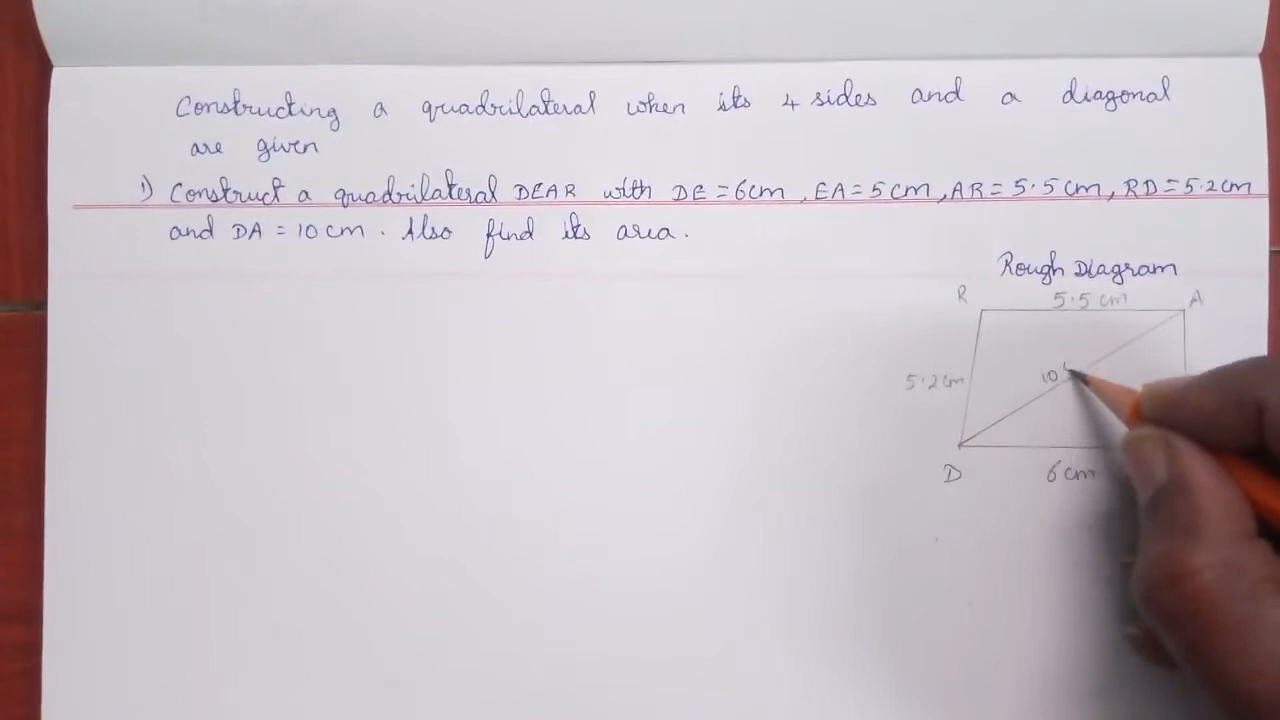 Constructing a quadrilateral when its 4 sides and a diagonal
are given
1) Construct a quadrilateral DEAR with DE = 6cm, EA = 5cm, AR = 5.5cm, RD = 5.2cm
and DA = 10cm. Also find its area.
Rough Diagram
R 5.5 cm A
5.2cm 10
D 6cm